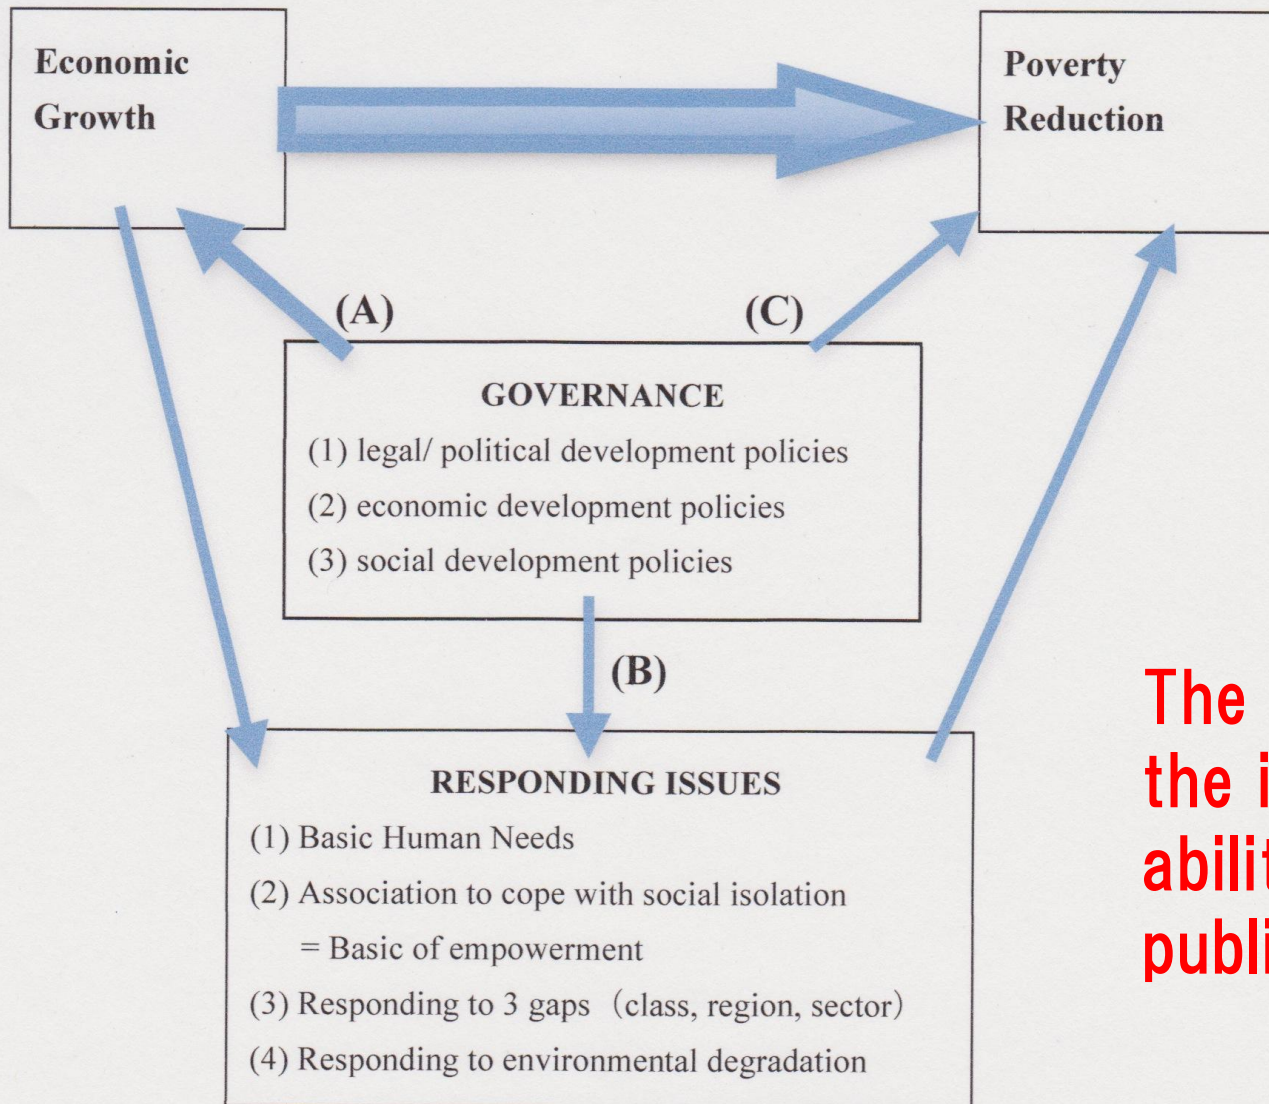 Economic
Growth
Poverty
Reduction
(A)
(C)
GOVERNANCE
(1) legal/ political development policies
(2) economic development policies
(3) social development policies
(B)
RESPONDING ISSUES
(1) Basic Human Needs
(2) Association to cope with social isolation
= Basic of empowerment
(3) Responding to 3 gaps (class, region, sector)
(4) Responding to environmental degradation
The
the